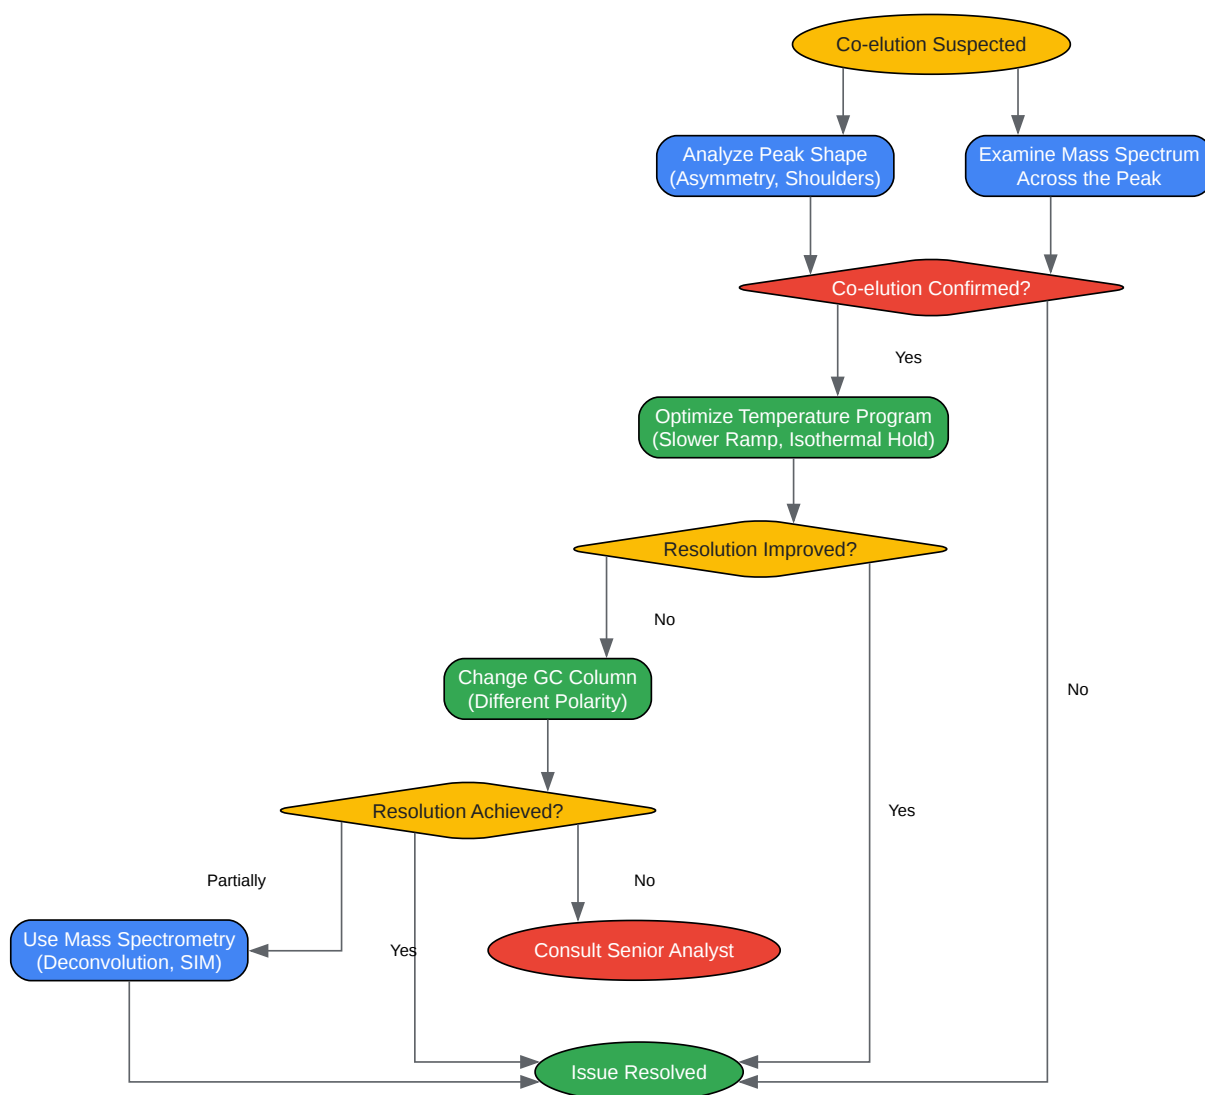 Co-elution Suspected
Analyze Peak Shape
(Asymmetry, Shoulders)
Examine Mass Spectrum
Across the Peak
Co-elution Confirmed?
Yes
Optimize Temperature Program
(Slower Ramp, Isothermal Hold)
Resolution Improved?
No
Change GC Column
(Different Polarity)
No
Resolution Achieved?
Yes
Partially
No
Use Mass Spectrometry
(Deconvolution, SIM)
Yes
Consult Senior Analyst
Issue Resolved